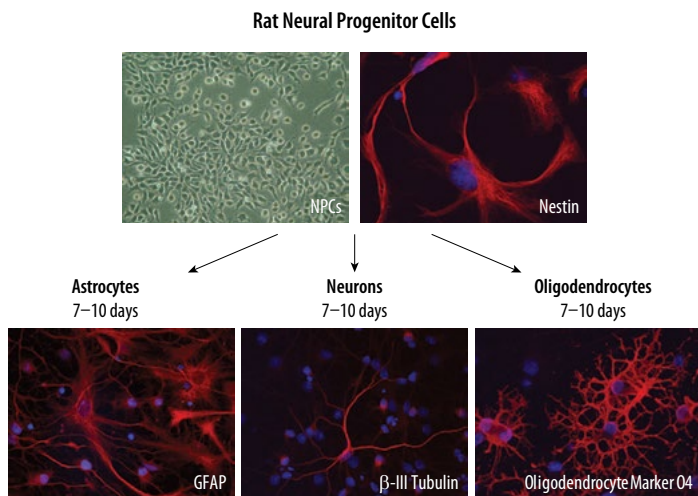 Rat Neural Progenitor Cells
NPCs
Nestin
Astrocytes
7–10 days
Neurons
7–10 days
Oligodendrocytes
7–10 days
GFAP
β-III Tubulin
Oligodendrocyte Marker O4